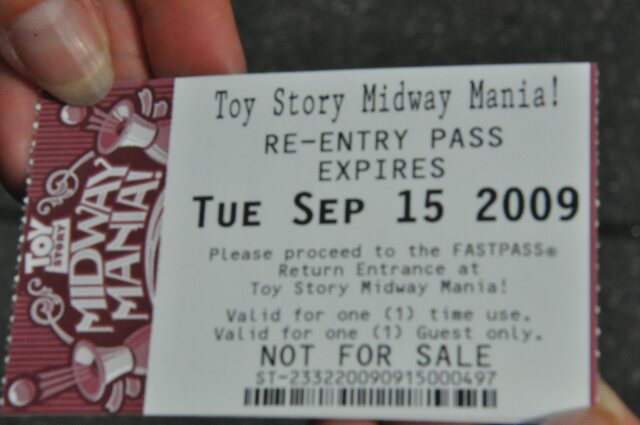 Toy Story Midway Mania!
RE-ENTRY PASS
EXPIRES
TUE SEP 15 2009
Please proceed to the FASTPASS®
Return Entrance at
Toy Story Midway Mania!
Valid for one (1) time use.
Valid for one (1) Guest only.
NOT FOR SALE
ST-233220090915000497
TOY
STORY
MIDWAY
MANIA!